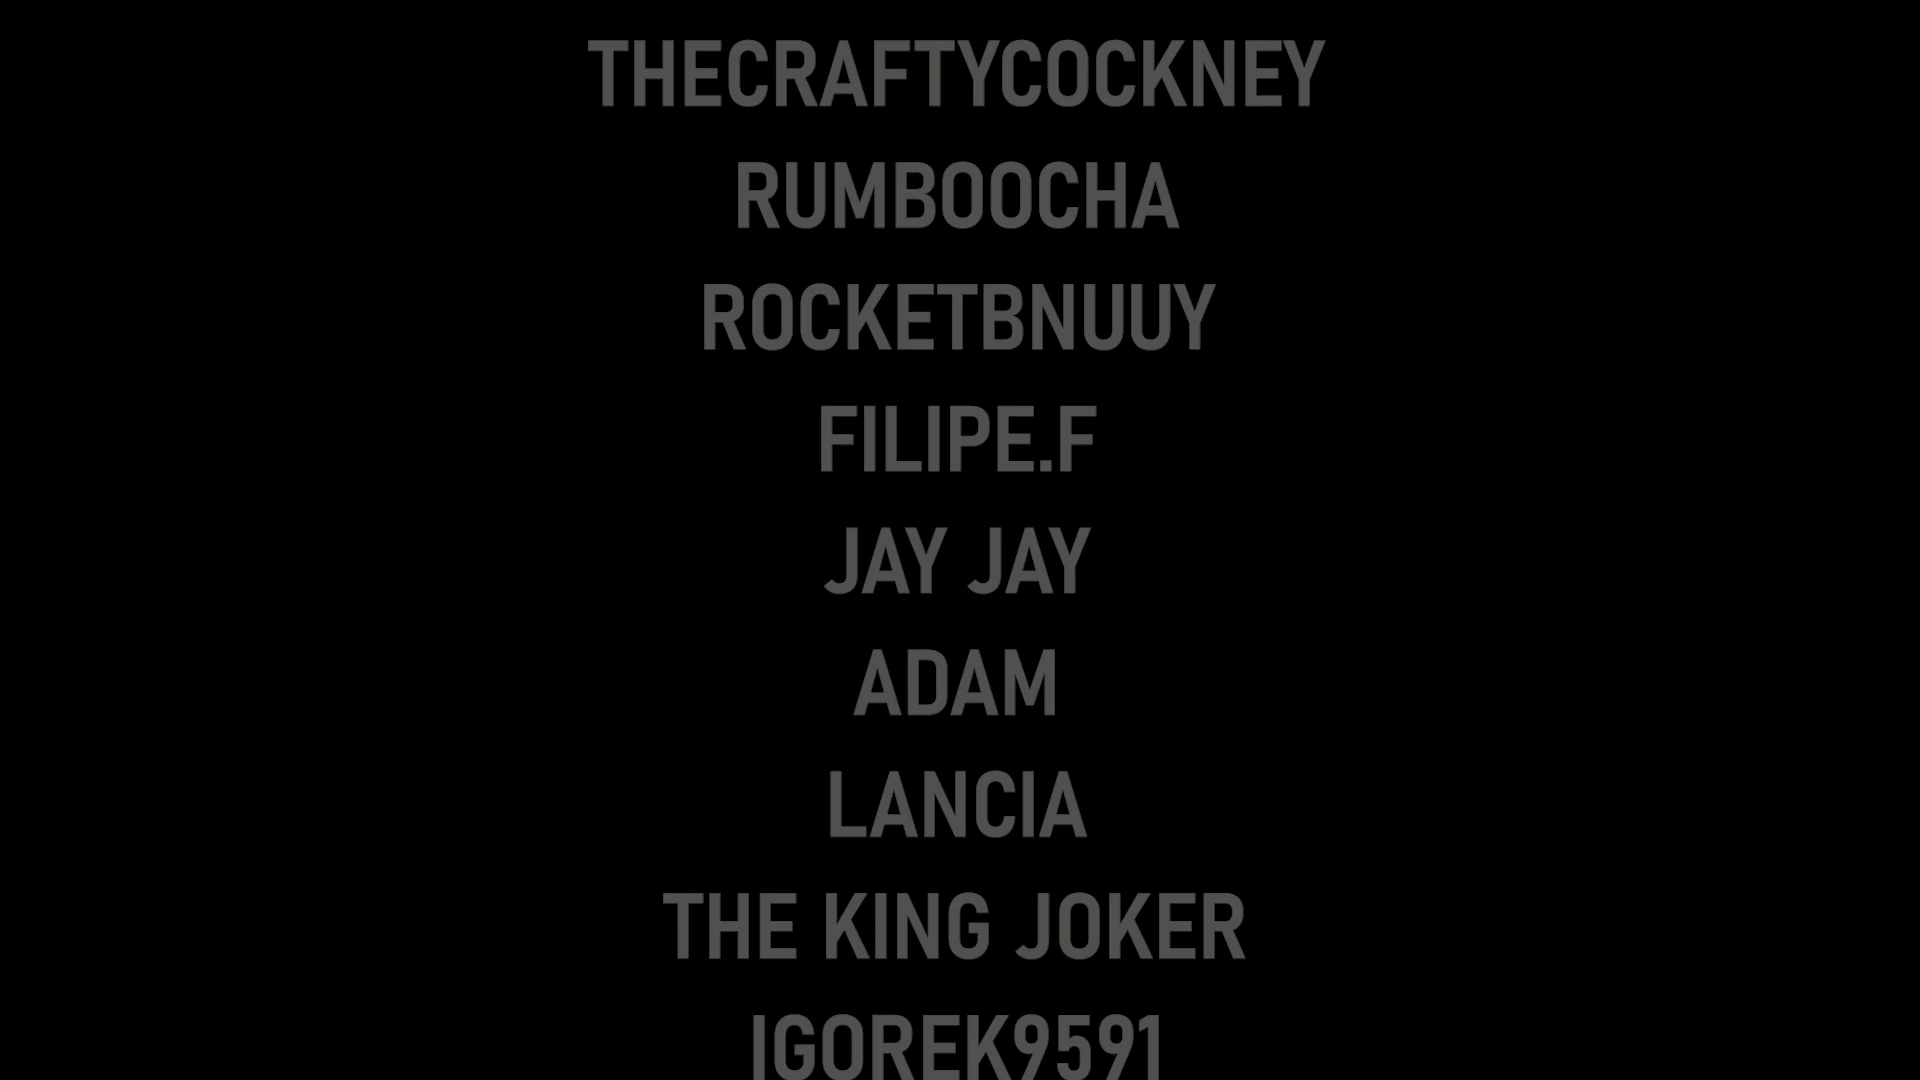 THECRAFTYCOCKNEY
RUMBOOCHA
ROCKETBNUUY
FILIPE.F
JAY JAY
ADAM
LANCIA
THE KING JOKER
IGOREK9591